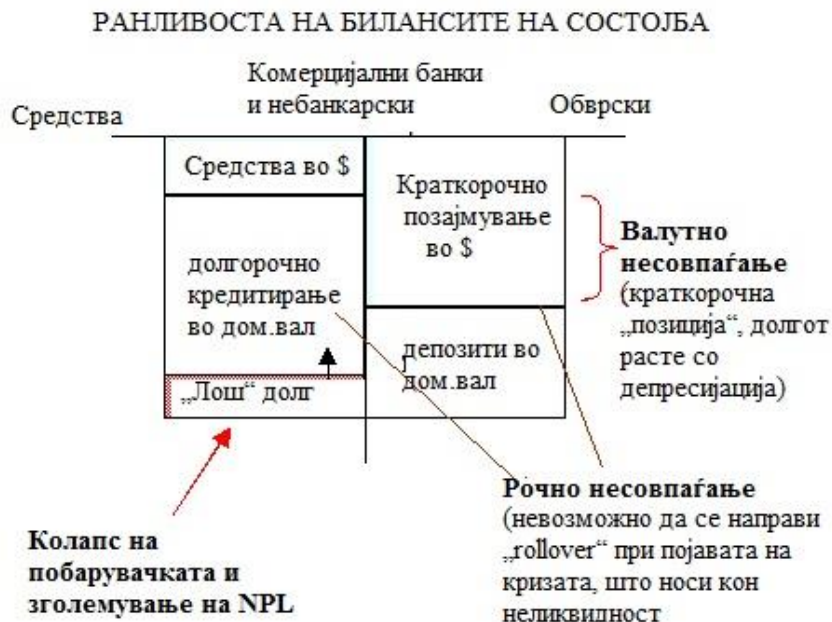 РАНЛИВОСТА НА БИЛАНСИТЕ НА СОСТОЈБА
Комерцијални банки
и небанкарски
Средства
Обврски
Средства во $
долгорочно
кредитирање
во дом.вал
„Лош“ долг
Краткорочно
позајмување
во $
депозити во
дом.вал
Валутно
несовпаѓање
(краткорочна
„позиција“, долгот
расте со
депресијација)
Рочно несовпаѓање
(невозможно да се направи
„rollover“ при појавата на
кризата, што носи кон
неликвидност
Колапс на
побарувачката и
зголемување на NPL